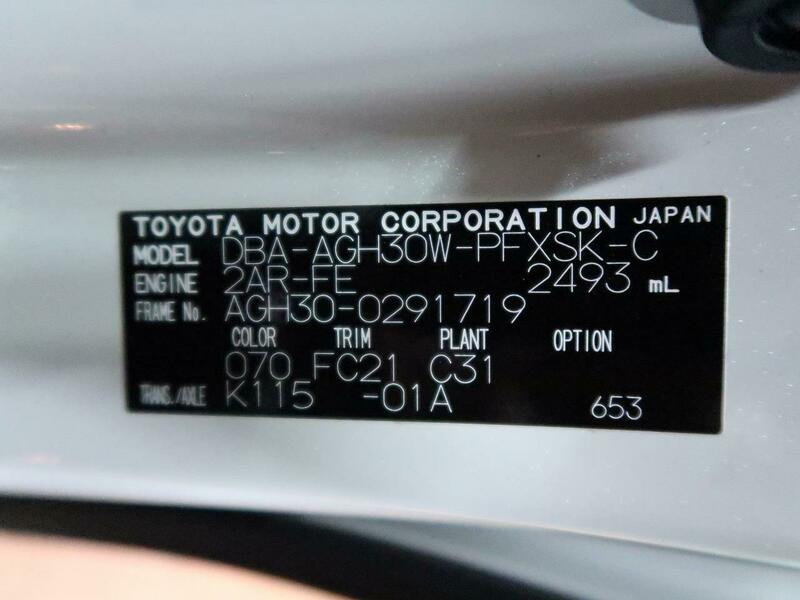 TOYOTA MOTOR CORPORATION JAPAN
MODEL DBA-AGH30W-PFXSK-C
ENGINE 2AR-FE 2493 mL
FRAME No. AGH30-0291719
COLOR TRIM PLANT OPTION
070 FC21 C31
TRANS./AXLE K115 -01A 653